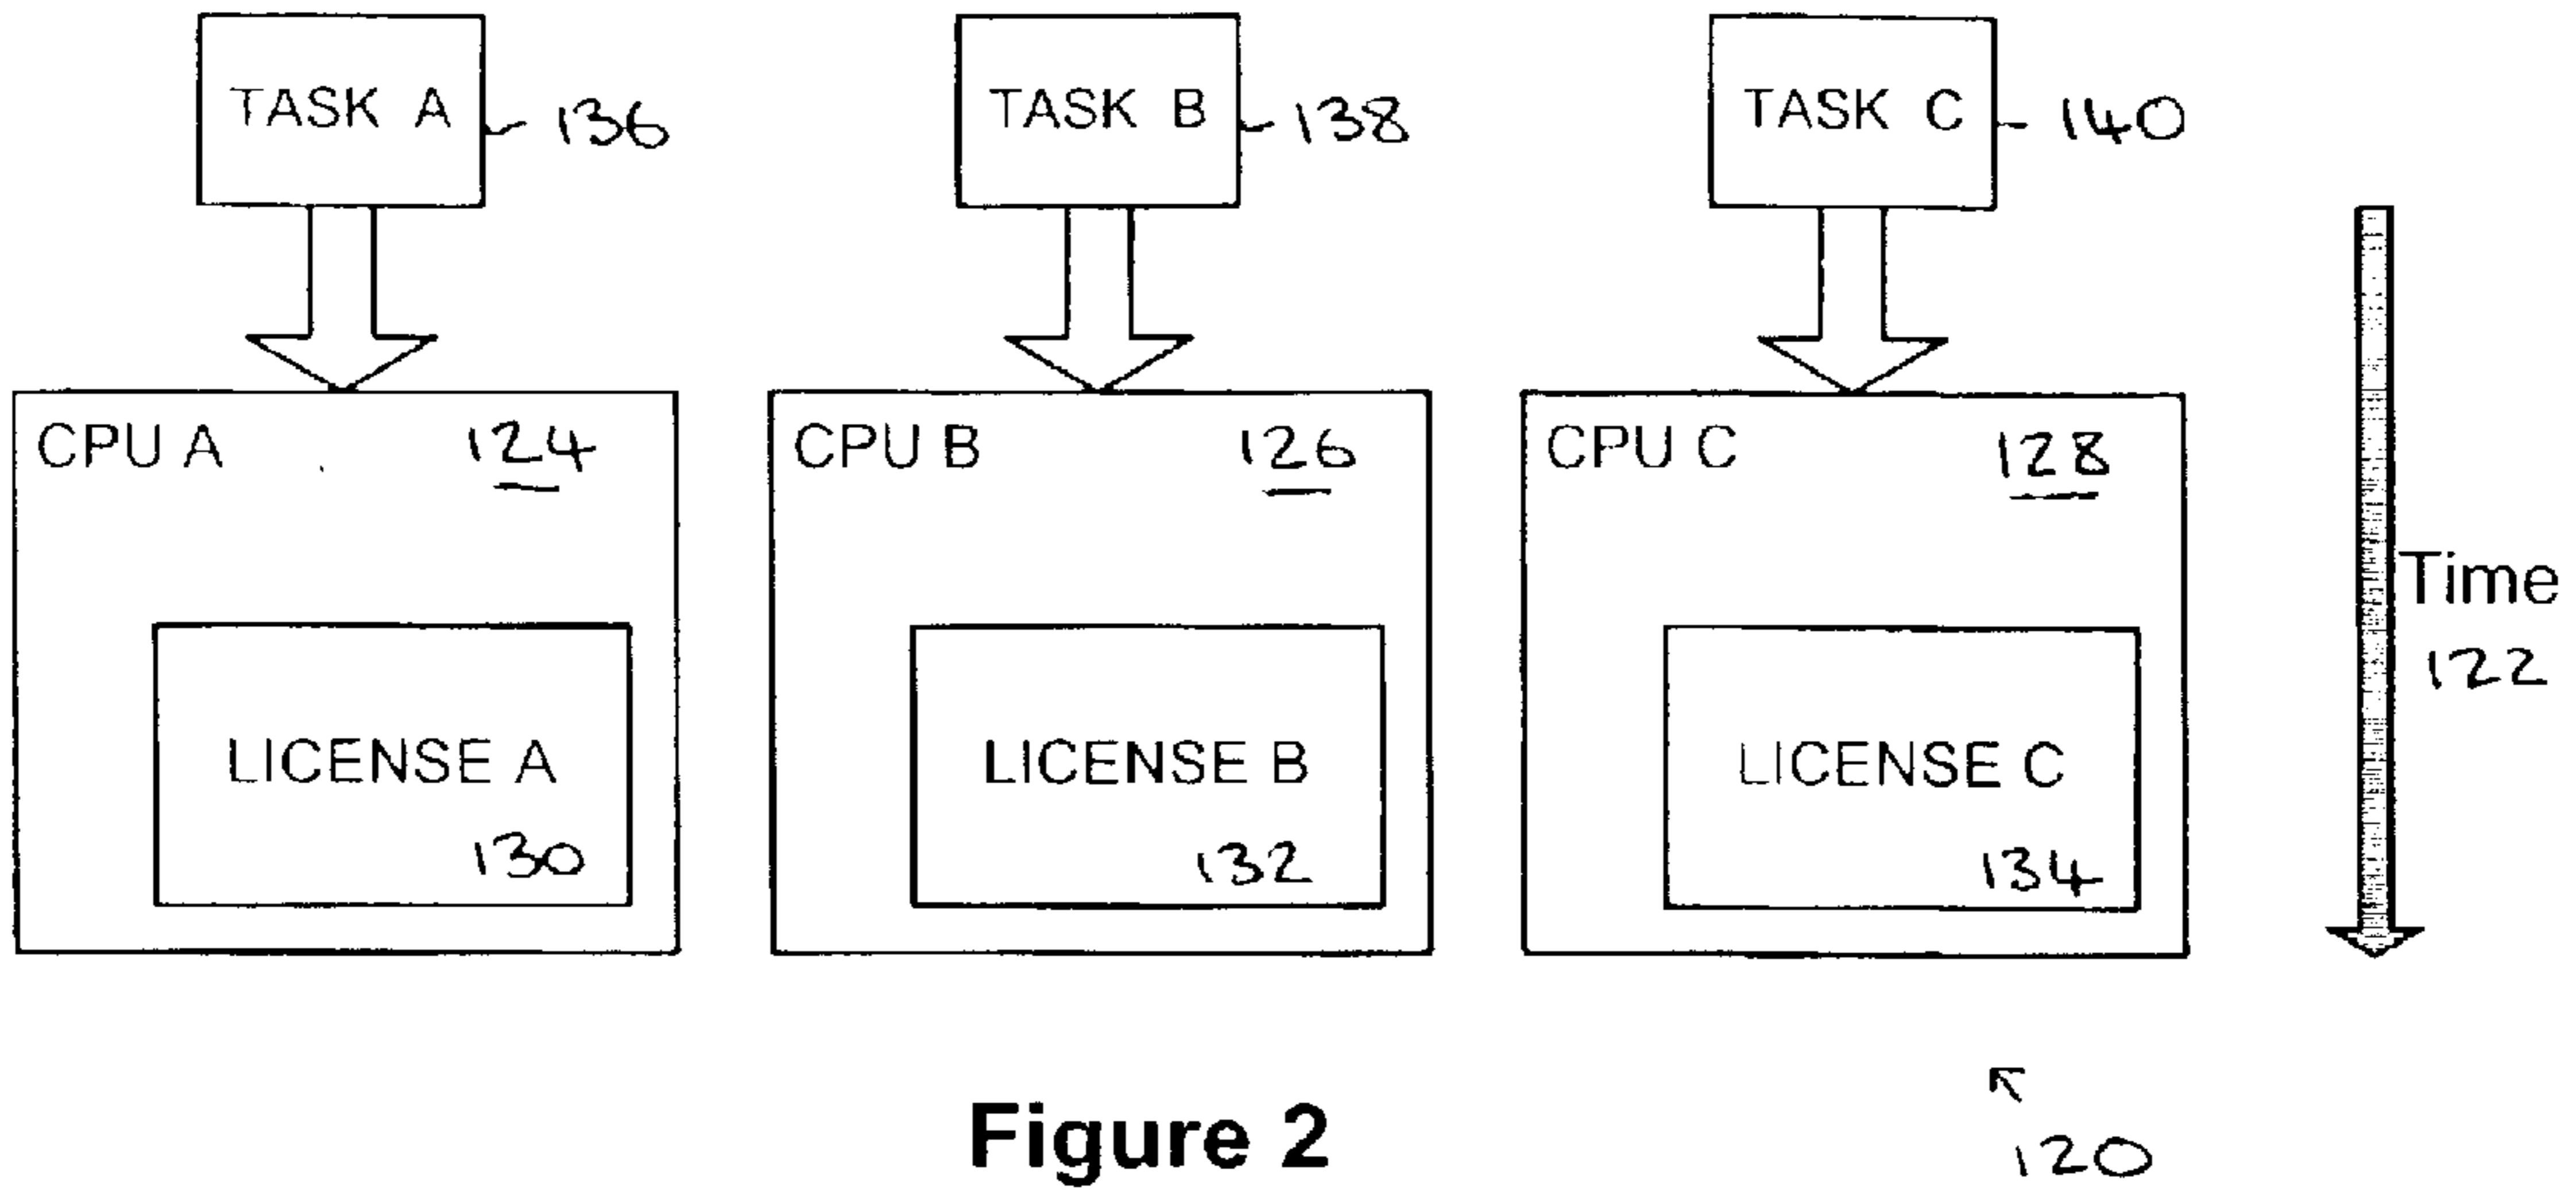 TASK A 136 TASK B 138 TASK C 140
CPU A 124 CPU B 126 CPU C 128
Time
122
LICENSE A LICENSE B LICENSE C
130 132 134
Figure 2
120